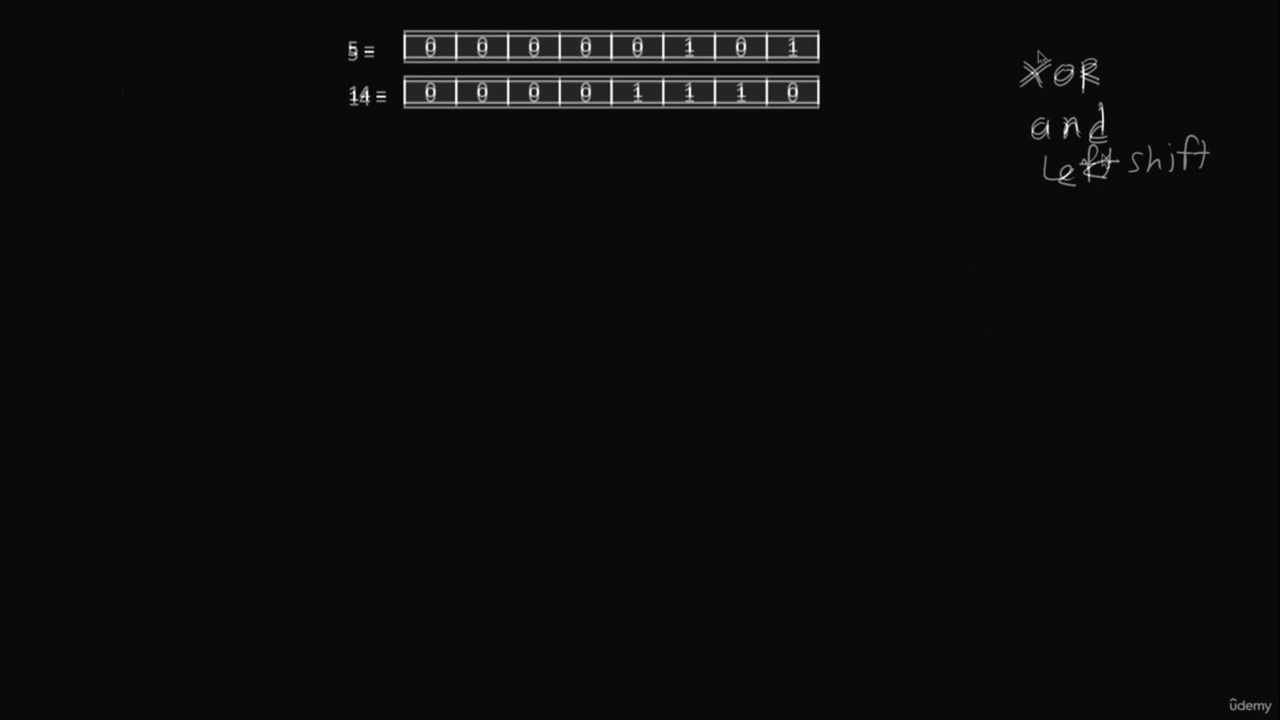 5 = 0 0 0 0 0 1 0 1
14 = 0 0 0 0 1 1 1 0
XOR
and
Left shift
ûdemy